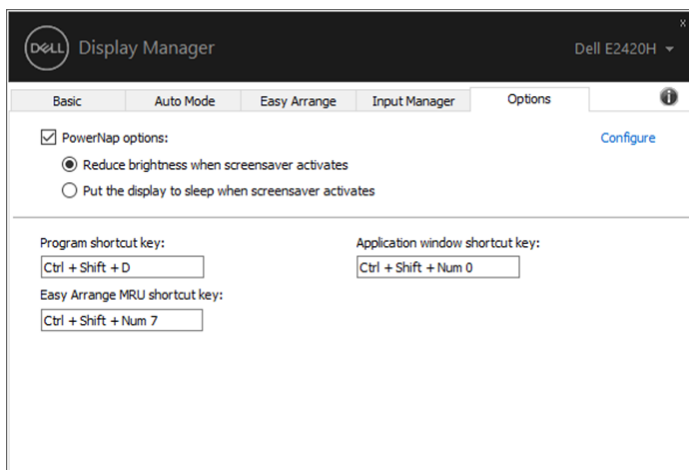 x
DELL Display Manager Dell E2420H
Basic Auto Mode Easy Arrange Input Manager Options i
PowerNap options: Configure
Reduce brightness when screensaver activates
Put the display to sleep when screensaver activates
Program shortcut key: Application window shortcut key:
Ctrl + Shift + D Ctrl + Shift + Num 0
Easy Arrange MRU shortcut key:
Ctrl + Shift + Num 7